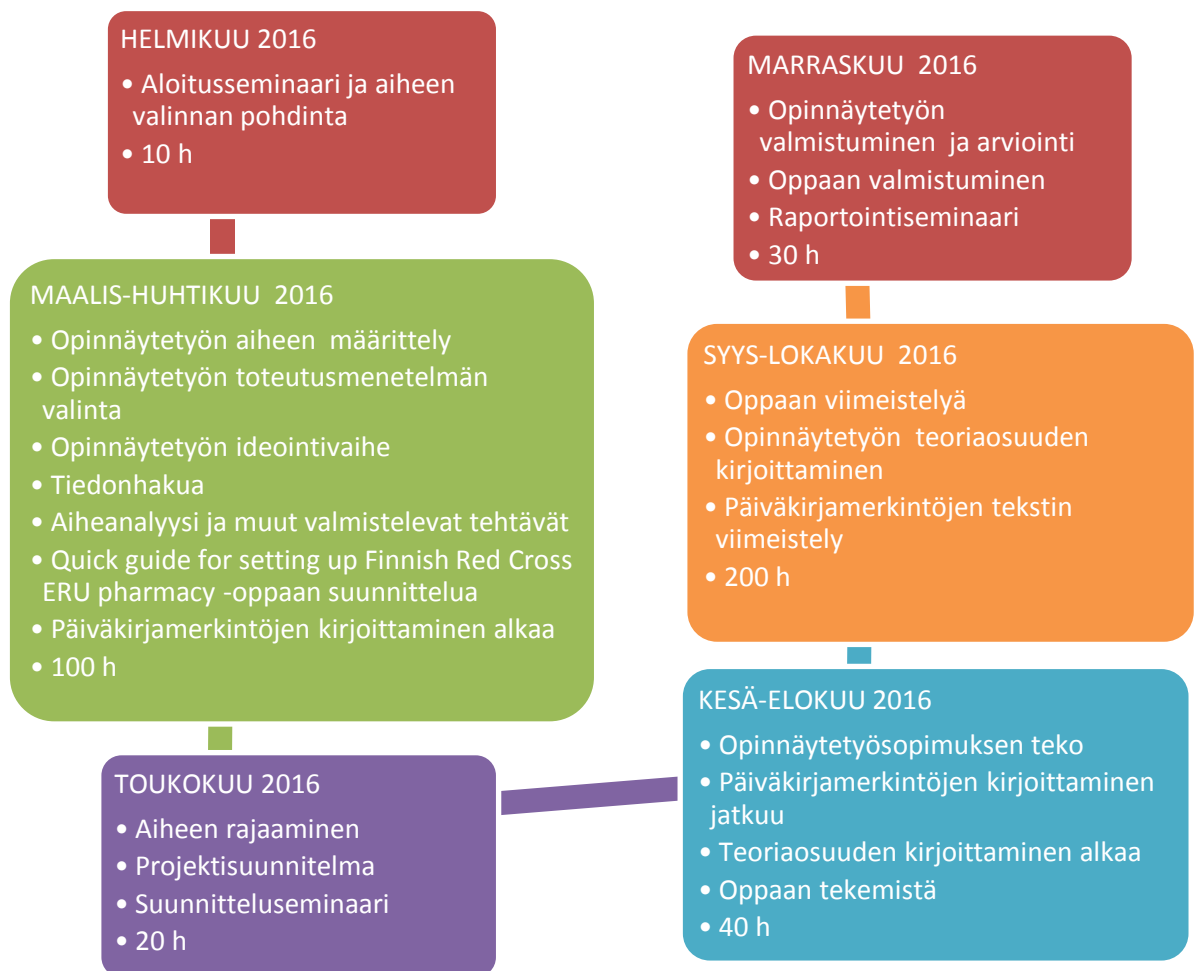 HELMIKUU 2016
• Aloitusseminaari ja aiheen
valinnan pohdinta
• 10 h
MAALIS-HUHTIKUU 2016
• Opinnäytetyön aiheen määrittely
• Opinnäytetyön toteutusmenetelmän
valinta
• Opinnäytetyön ideointivaihe
• Tiedonhakua
• Aiheanalyysi ja muut valmistelevat tehtävät
• Quick guide for setting up Finnish Red Cross
ERU pharmacy -oppaan suunnittelua
• Päiväkirjamerkintöjen kirjoittaminen alkaa
• 100 h
TOUKOKUU 2016
• Aiheen rajaaminen
• Projektisuunnitelma
• Suunnitteluseminaari
• 20 h
KESÄ-ELOKUU 2016
• Opinnäytetyösopimuksen teko
• Päiväkirjamerkintöjen kirjoittaminen
jatkuu
• Teoriaosuuden kirjoittaminen alkaa
• Oppaan tekemistä
• 40 h
SYYS-LOKAKUU 2016
• Oppaan viimeistelyä
• Opinnäytetyön teoriaosuuden
kirjoittaminen
• Päiväkirjamerkintöjen tekstin
viimeistely
• 200 h
MARRASKUU 2016
• Opinnäytetyön
valmistuminen ja arviointi
• Oppaan valmistuminen
• Raportointiseminaari
• 30 h